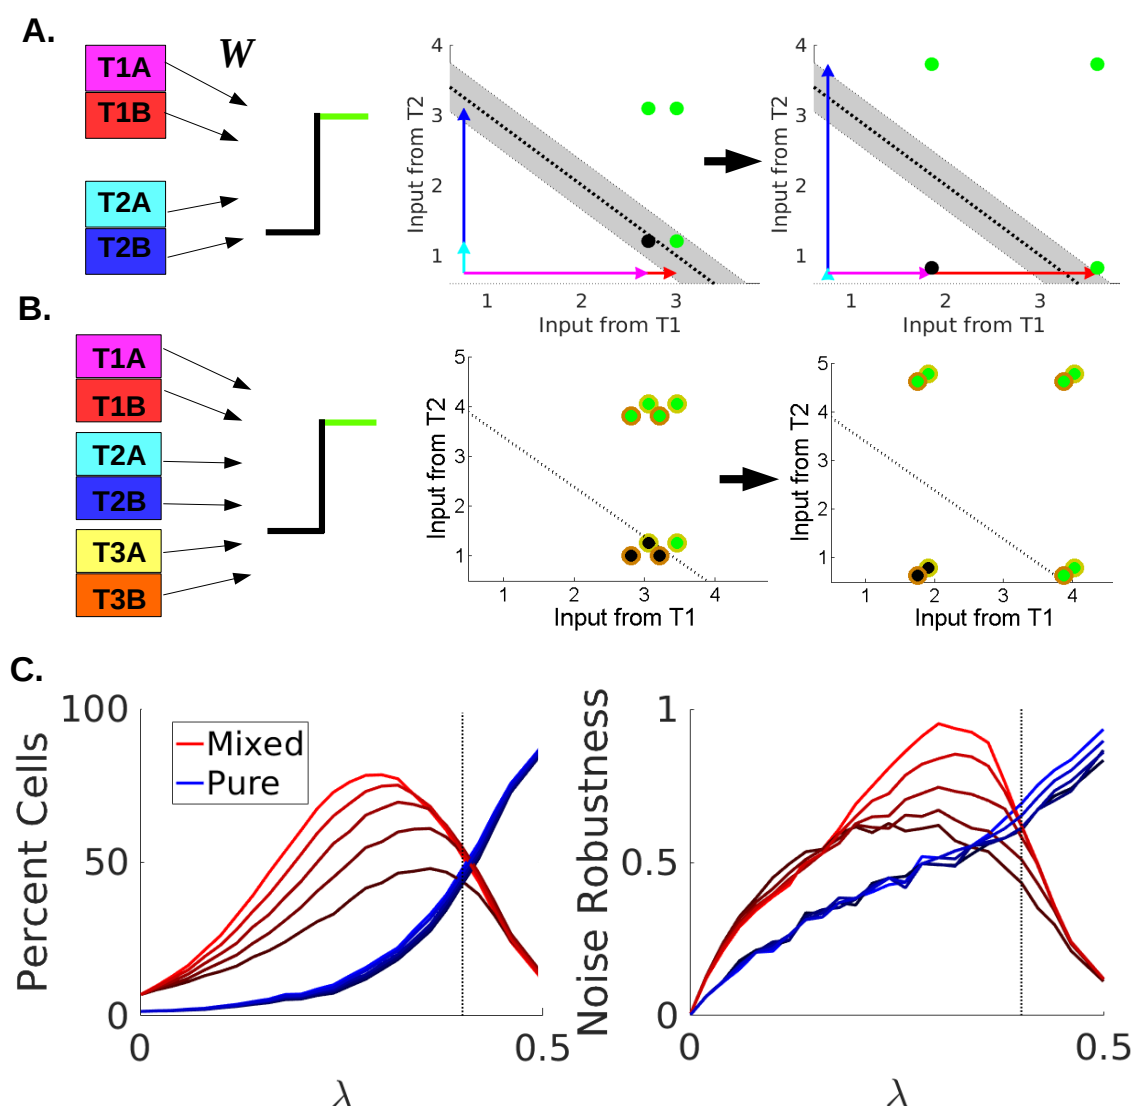 A.
T1A
T1B
T2A
T2B
W
4
3
2
1
Input from T2
1
2
3
Input from T1
4
3
2
1
Input from T2
1
2
3
Input from T1
B.
T1A
T1B
T2A
T2B
T3A
T3B
5
4
3
2
1
Input from T2
1
2
3
4
Input from T1
5
4
3
2
1
Input from T2
1
2
3
4
Input from T1
C.
100
50
0
Percent Cells
Mixed
Pure
0
0.5
λ
1
0.5
0
Noise Robustness
0
0.5
λ